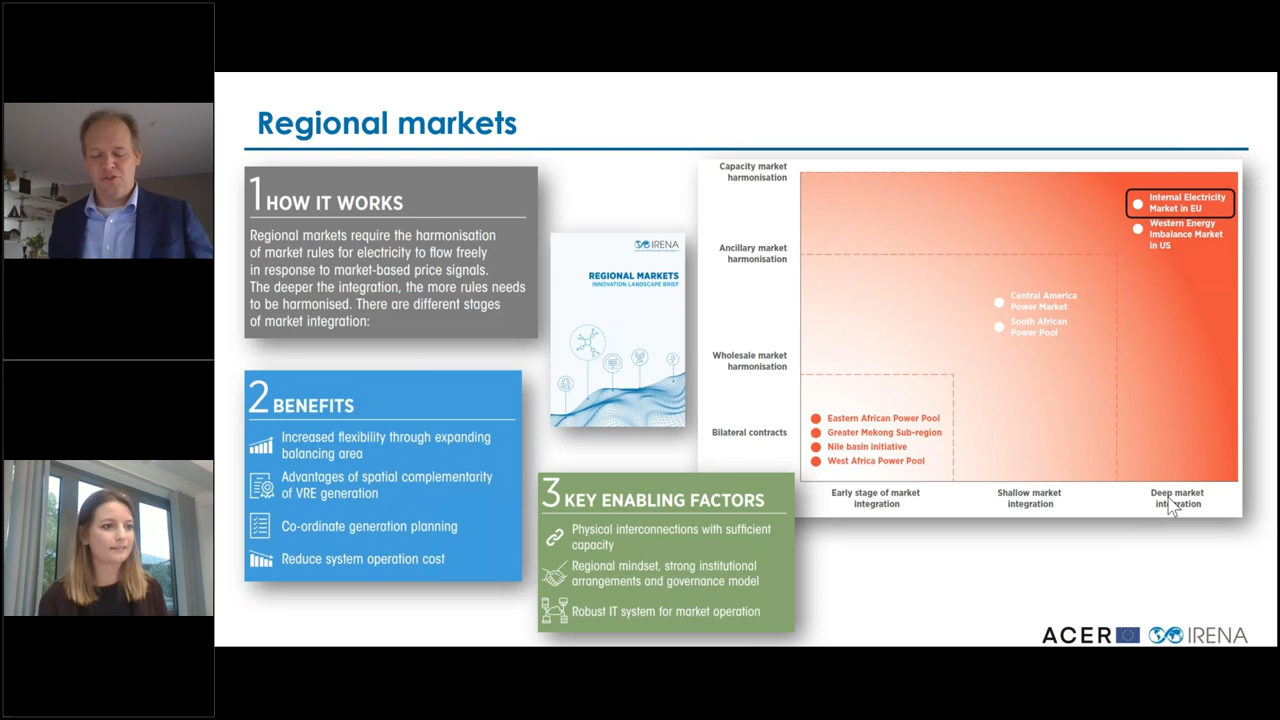 Regional markets
1 HOW IT WORKS
Regional markets require the harmonisation
of market rules for electricity to flow freely
in response to market-based price signals.
The deeper the integration, the more rules needs
to be harmonised. There are different stages
of market integration:
2 BENEFITS
Increased flexibility through expanding
balancing area
Advantages of spatial complementarity
of VRE generation
Co-ordinate generation planning
Reduce system operation cost
IRENA
REGIONAL MARKETS
INNOVATION LANDSCAPE BRIEF
3 KEY ENABLING FACTORS
Physical interconnections with sufficient
capacity
Regional mindset, strong institutional
arrangements and governance model
Robust IT system for market operation
Capacity market
harmonisation
Ancillary market
harmonisation
Wholesale market
harmonisation
Bilateral contracts
Internal Electricity
Market in EU
Western Energy
Imbalance Market
in US
Central America
Power Market
South African
Power Pool
Eastern African Power Pool
Greater Mekong Sub-region
Nile basin initiative
West Africa Power Pool
Early stage of market
integration
Shallow market
integration
Deep market
integration
ACER IRENA